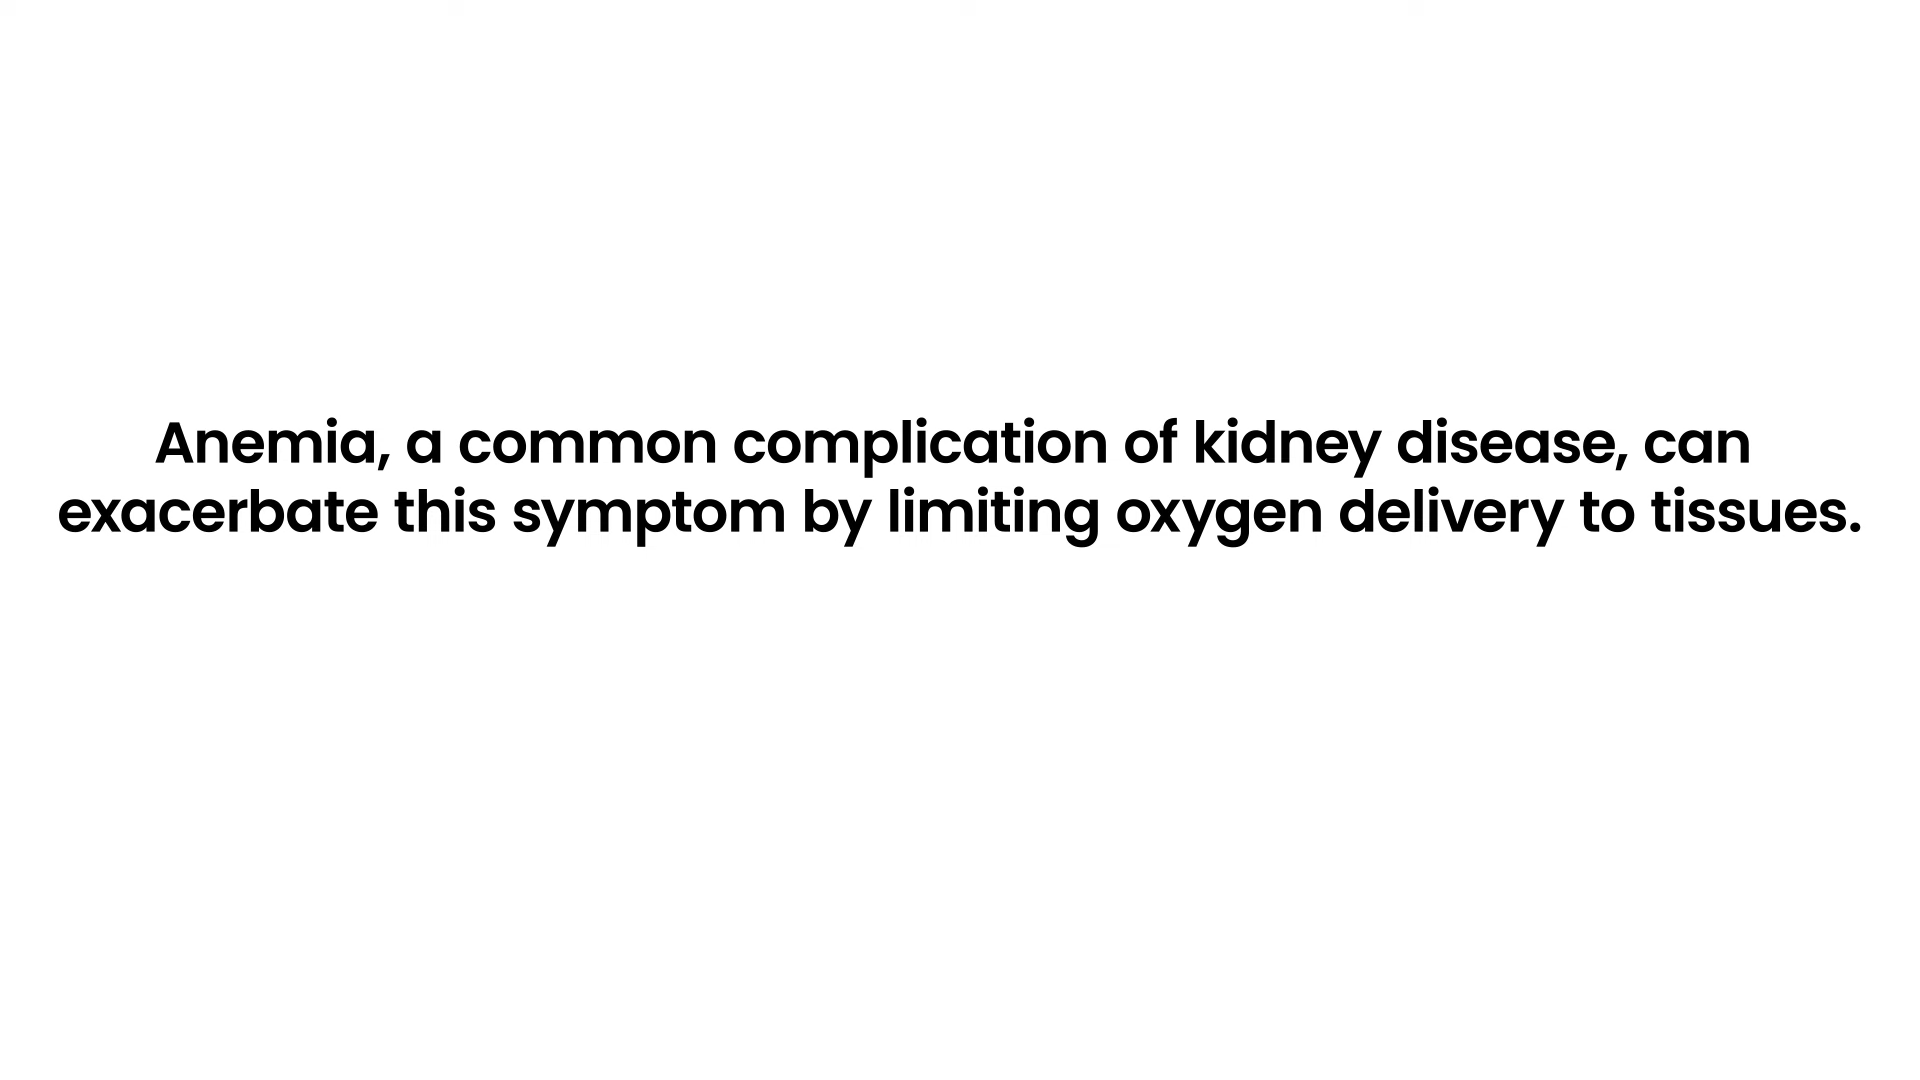 Anemia, a common complication of kidney disease, can
exacerbate this symptom by limiting oxygen delivery to tissues.